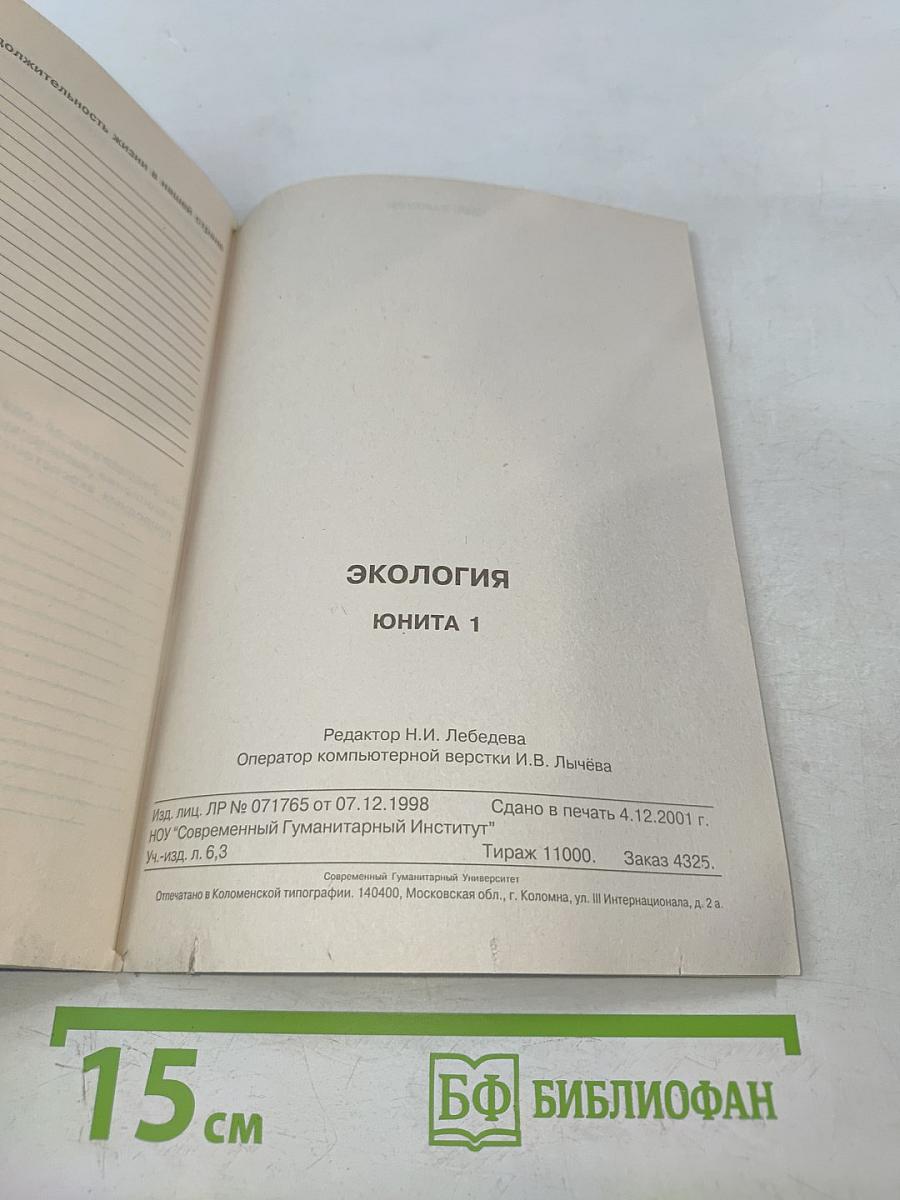 должительность жизни в нашей стране
ЭКОЛОГИЯ
ЮНИТА 1
Редактор Н.И. Лебедева
Оператор компьютерной верстки И.В. Лычёва
Изд. лиц. ЛР № 071765 от 07.12.1998 Сдано в печать 4.12.2001 г.
НОУ "Современный Гуманитарный Институт"
Уч.-изд. л. 6,3 Тираж 11000. Заказ 4325.
Современный Гуманитарный Университет
Отпечатано в Коломенской типографии. 140400, Московская обл., г. Коломна, ул. III Интернационала, д. 2 а.
15 см
БФ БИБЛИОФАН